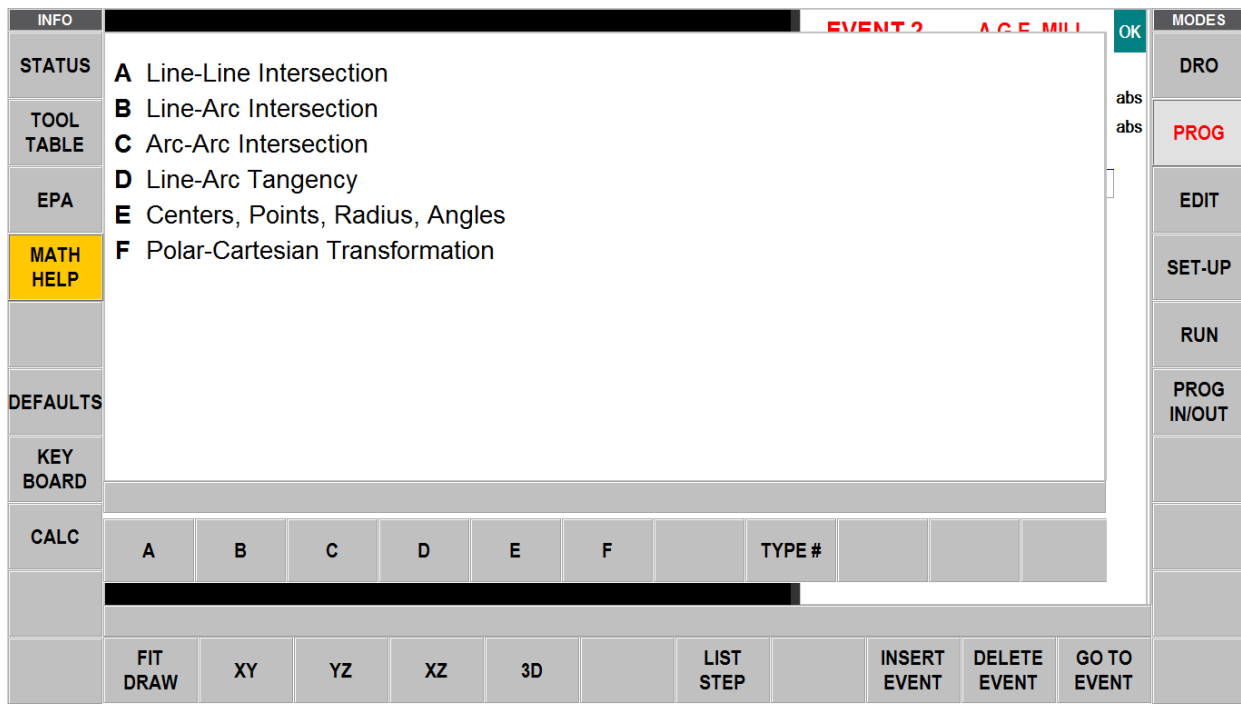 INFO
STATUS
TOOL
TABLE
EPA
MATH
HELP
DEFAULTS
KEY
BOARD
CALC
EVENT 2 A.G.E. MILL
OK
abs
abs
A Line-Line Intersection
B Line-Arc Intersection
C Arc-Arc Intersection
D Line-Arc Tangency
E Centers, Points, Radius, Angles
F Polar-Cartesian Transformation
A B C D E F TYPE #
FIT
DRAW
XY YZ XZ 3D
LIST
STEP
INSERT
EVENT
DELETE
EVENT
GO TO
EVENT
MODES
DRO
PROG
EDIT
SET-UP
RUN
PROG
IN/OUT